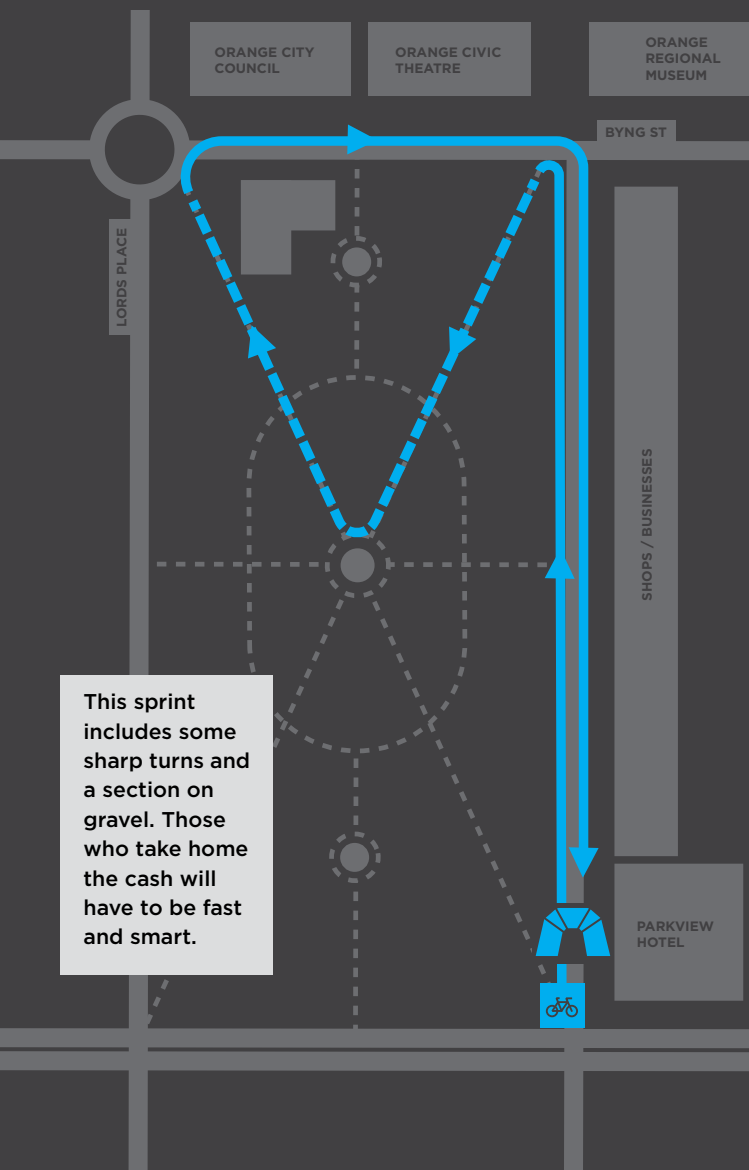 ORANGE CITY
COUNCIL
ORANGE CIVIC
THEATRE
ORANGE
REGIONAL
MUSEUM
BYNG ST
LORDS PLACE
SHOPS / BUSINESSES
This sprint
includes some
sharp turns and
a section on
gravel. Those
who take home
the cash will
have to be fast
and smart.
PARKVIEW
HOTEL